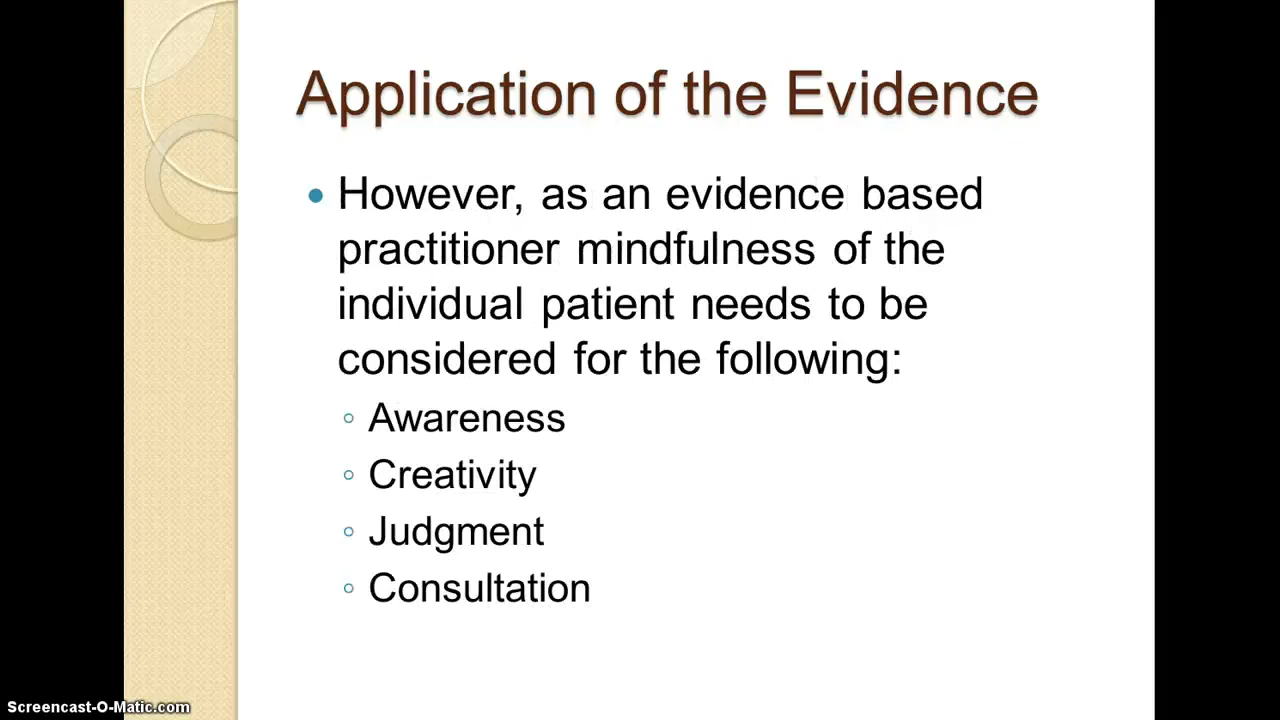 Application of the Evidence
However, as an evidence based
practitioner mindfulness of the
individual patient needs to be
considered for the following:
Awareness
Creativity
Judgment
Consultation
Screencast-O-Matic.com